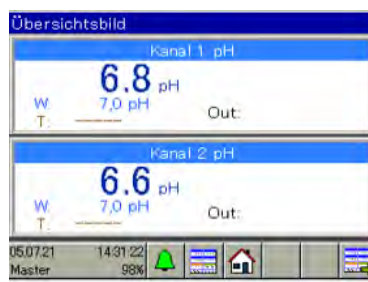 Übersichtsbild
Kanal 1 pH
6.8 pH
W: 7,0 pH
Out:
T: -----
Kanal 2 pH
6.6 pH
W: 7,0 pH
Out:
T: -----
05.07.21 14:31:22
Master 98%